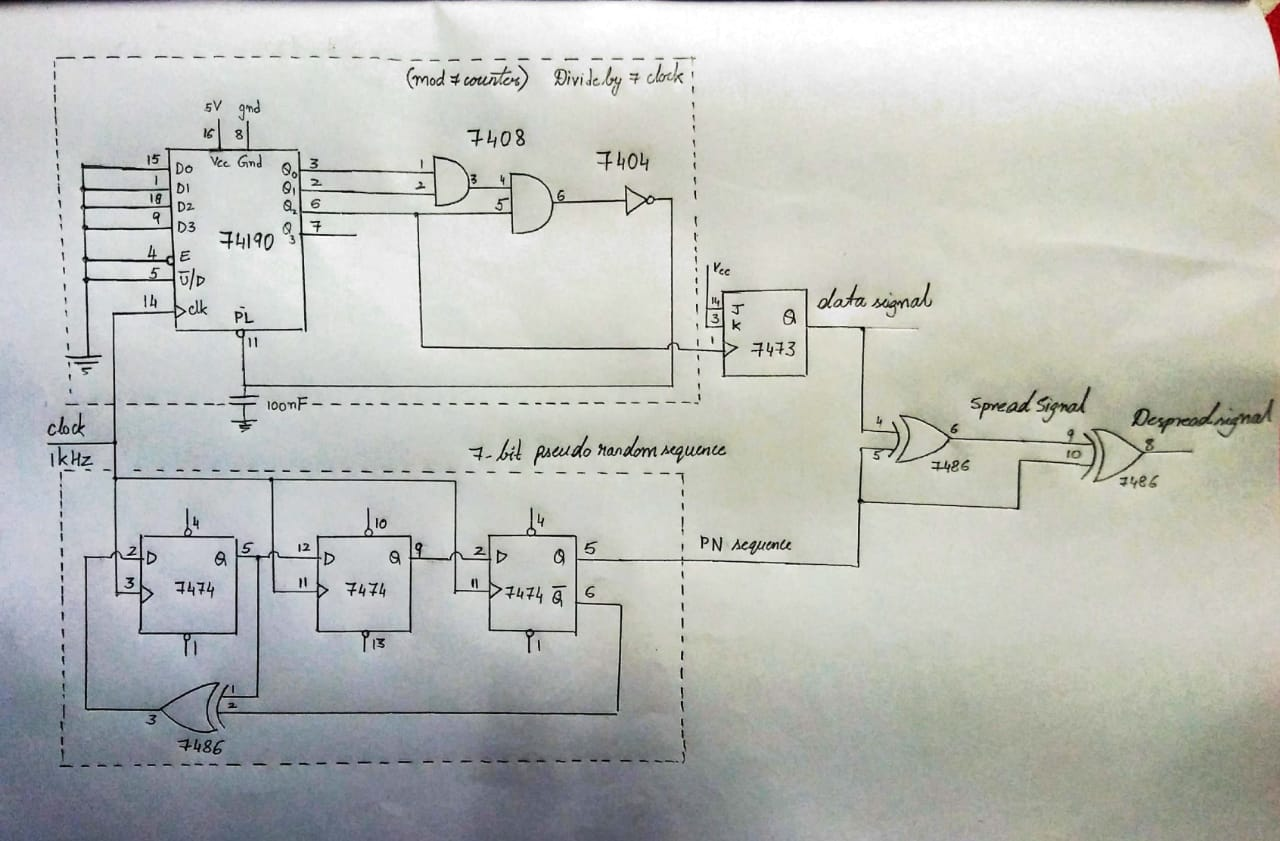 (mod 7 counters) Divide by 7 clock
5V gnd
16 8
Vcc Gnd
7408
7404
15 D0 Q0 3 1
1 D1 Q1 2 2 3 4
18 D2 Q2 6 5 6
9 D3 Q3 7
74190
4 E
5 U̅/D
14 clk
P̅L̅
11
100nF
Vcc
14 J Q
3 K
1 7473
data signal
clock
1kHz
7-bit pseudo random sequence
4 Spread Signal
5 6
7486
9 Despread signal
10 8
7486
4 10 4
2 D Q 5 12 D Q 9 2 D Q 5
3 7474 11 7474 11 7474 Q̅ 6
1 13 1
PN sequence
1
2
3
7486